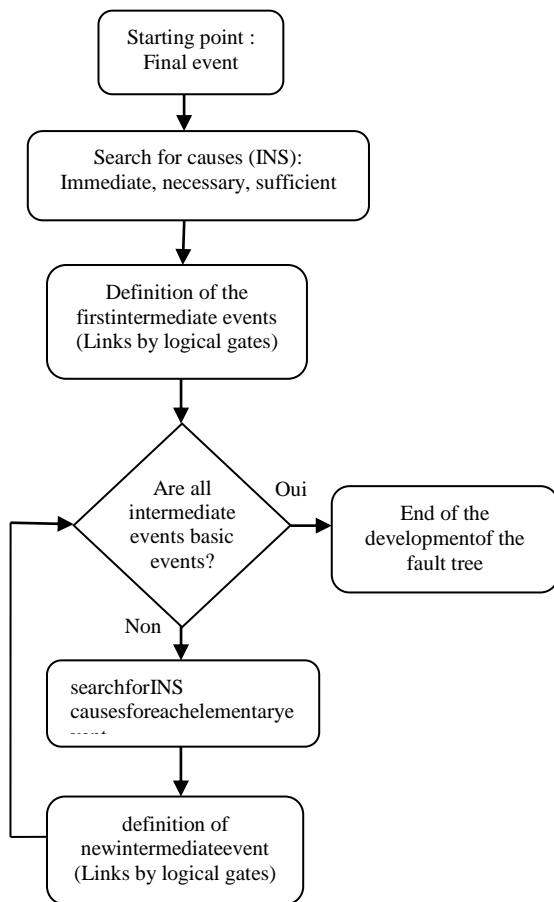 Starting point :
Final event
Search for causes (INS):
Immediate, necessary, sufficient
Definition of the
firstintermediate events
(Links by logical gates)
Are all
intermediate
events basic
events?
Oui
End of the
developmentof the
fault tree
Non
searchforINS
causesforeachelementarye
definition of
newintermediateevent
(Links by logical gates)